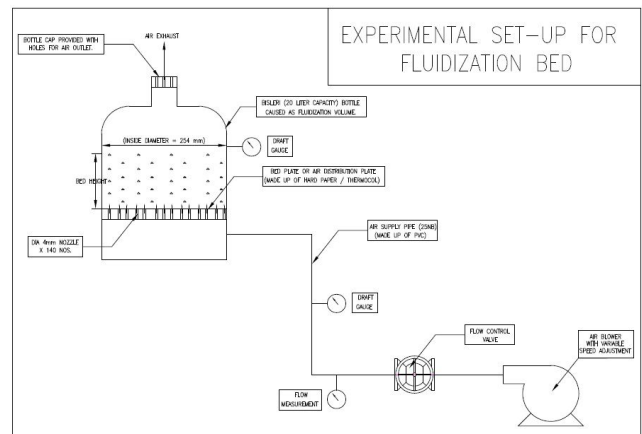 EXPERIMENTAL SET-UP FOR
FLUIDIZATION BED
BOTTLE CAP PROVIDED WITH
HOLES FOR AIR OUTLET.
AIR EXHAUST
BISLERI (20 LITER CAPACITY) BOTTLE
CAUSED AS FLUIDIZATION VOLUME.
(INSIDE DIAMETER = 254 mm)
DRAFT
GAUGE
BED HEIGHT
BED PLATE OR AIR DISTRIBUTION PLATE
(MADE UP OF HARD PAPER / THERMOCOL)
DIA 4mm NOZZLE
X 140 NOS.
AIR SUPPLY PIPE (25NB)
(MADE UP OF PVC)
DRAFT
GAUGE
FLOW CONTROL
VALVE
AIR BLOWER
WITH VARIABLE
SPEED ADJUSTMENT
FLOW
MEASUREMENT